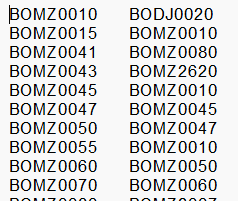 BOMZ0010 BODJ0020
BOMZ0015 BOMZ0010
BOMZ0041 BOMZ0080
BOMZ0043 BOMZ2620
BOMZ0045 BOMZ0010
BOMZ0047 BOMZ0045
BOMZ0050 BOMZ0047
BOMZ0055 BOMZ0010
BOMZ0060 BOMZ0050
BOMZ0070 BOMZ0060